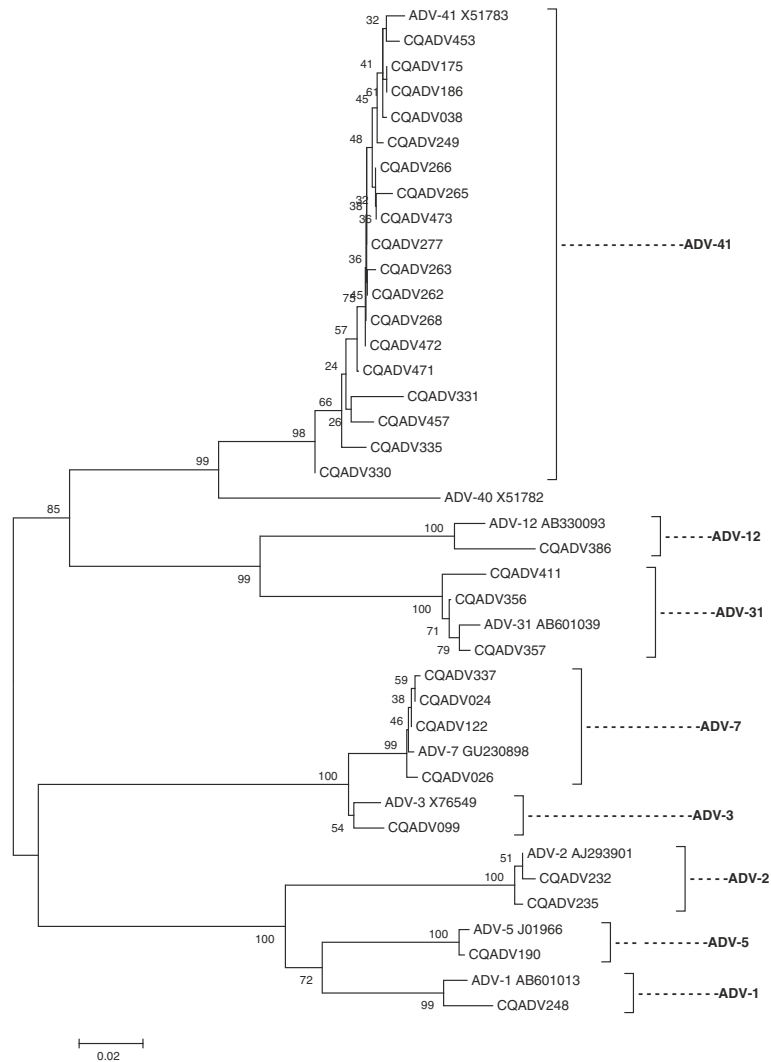 32
ADV-41 X51783
CQADV453
41
CQADV175
61
CQADV186
45
CQADV038
48
CQADV249
CQADV266
32
CQADV265
38
36
CQADV473
CQADV277
ADV-41
36
CQADV263
45
CQADV262
75
CQADV268
57
CQADV472
24
CQADV471
66
CQADV331
26
CQADV457
98
CQADV335
99
CQADV330
ADV-40 X51782
85
100
ADV-12 AB330093
CQADV386
ADV-12
99
CQADV411
100
CQADV356
71
ADV-31 AB601039
79
CQADV357
ADV-31
59
CQADV337
38
CQADV024
46
CQADV122
99
ADV-7 GU230898
CQADV026
ADV-7
100
ADV-3 X76549
54
CQADV099
ADV-3
51
ADV-2 AJ293901
100
CQADV232
CQADV235
ADV-2
100
100
ADV-5 J01966
CQADV190
ADV-5
72
ADV-1 AB601013
99
CQADV248
ADV-1
0.02